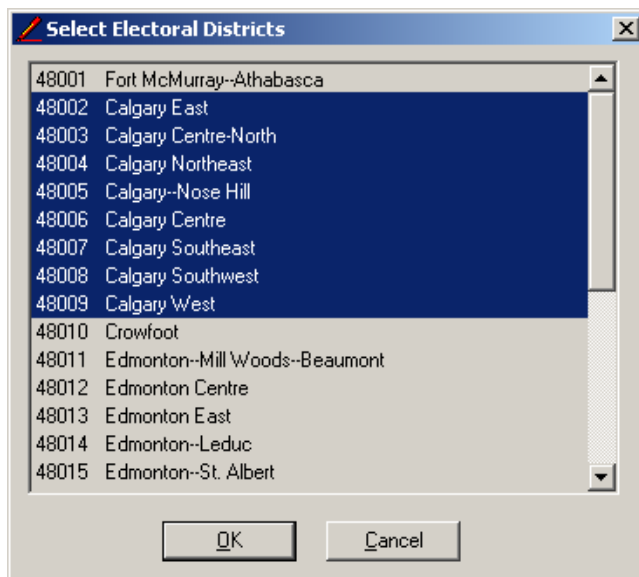 Select Electoral Districts
48001 Fort McMurray--Athabasca
48002 Calgary East
48003 Calgary Centre-North
48004 Calgary Northeast
48005 Calgary--Nose Hill
48006 Calgary Centre
48007 Calgary Southeast
48008 Calgary Southwest
48009 Calgary West
48010 Crowfoot
48011 Edmonton--Mill Woods--Beaumont
48012 Edmonton Centre
48013 Edmonton East
48014 Edmonton--Leduc
48015 Edmonton--St. Albert
OK Cancel